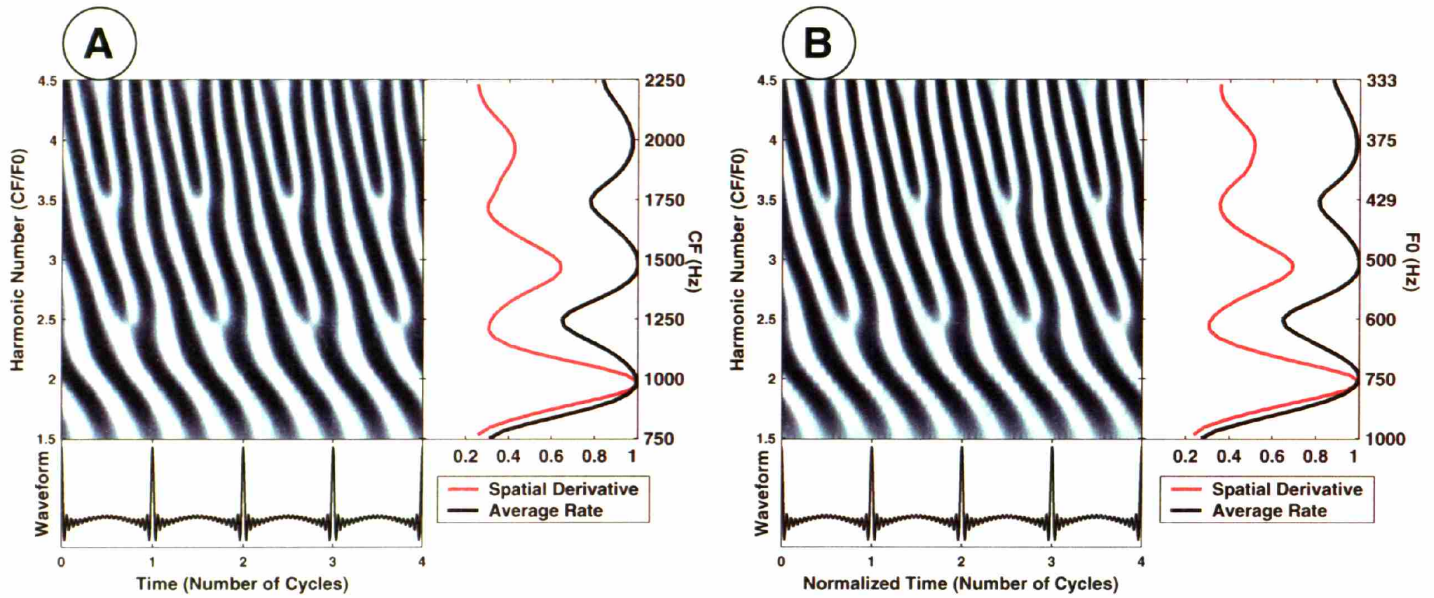 A
4.5
4
3.5
3
2.5
2
1.5
Harmonic Number (CF/F0)
2250
2000
1750
1500
1250
1000
750
CF (Hz)
0.2 0.4 0.6 0.8 1
Waveform
Spatial Derivative
Average Rate
0 1 2 3 4
Time (Number of Cycles)
B
4.5
4
3.5
3
2.5
2
1.5
Harmonic Number (CF/F0)
333
375
429
500
600
750
1000
F0 (Hz)
0.2 0.4 0.6 0.8 1
Waveform
Spatial Derivative
Average Rate
0 1 2 3 4
Normalized Time (Number of Cycles)